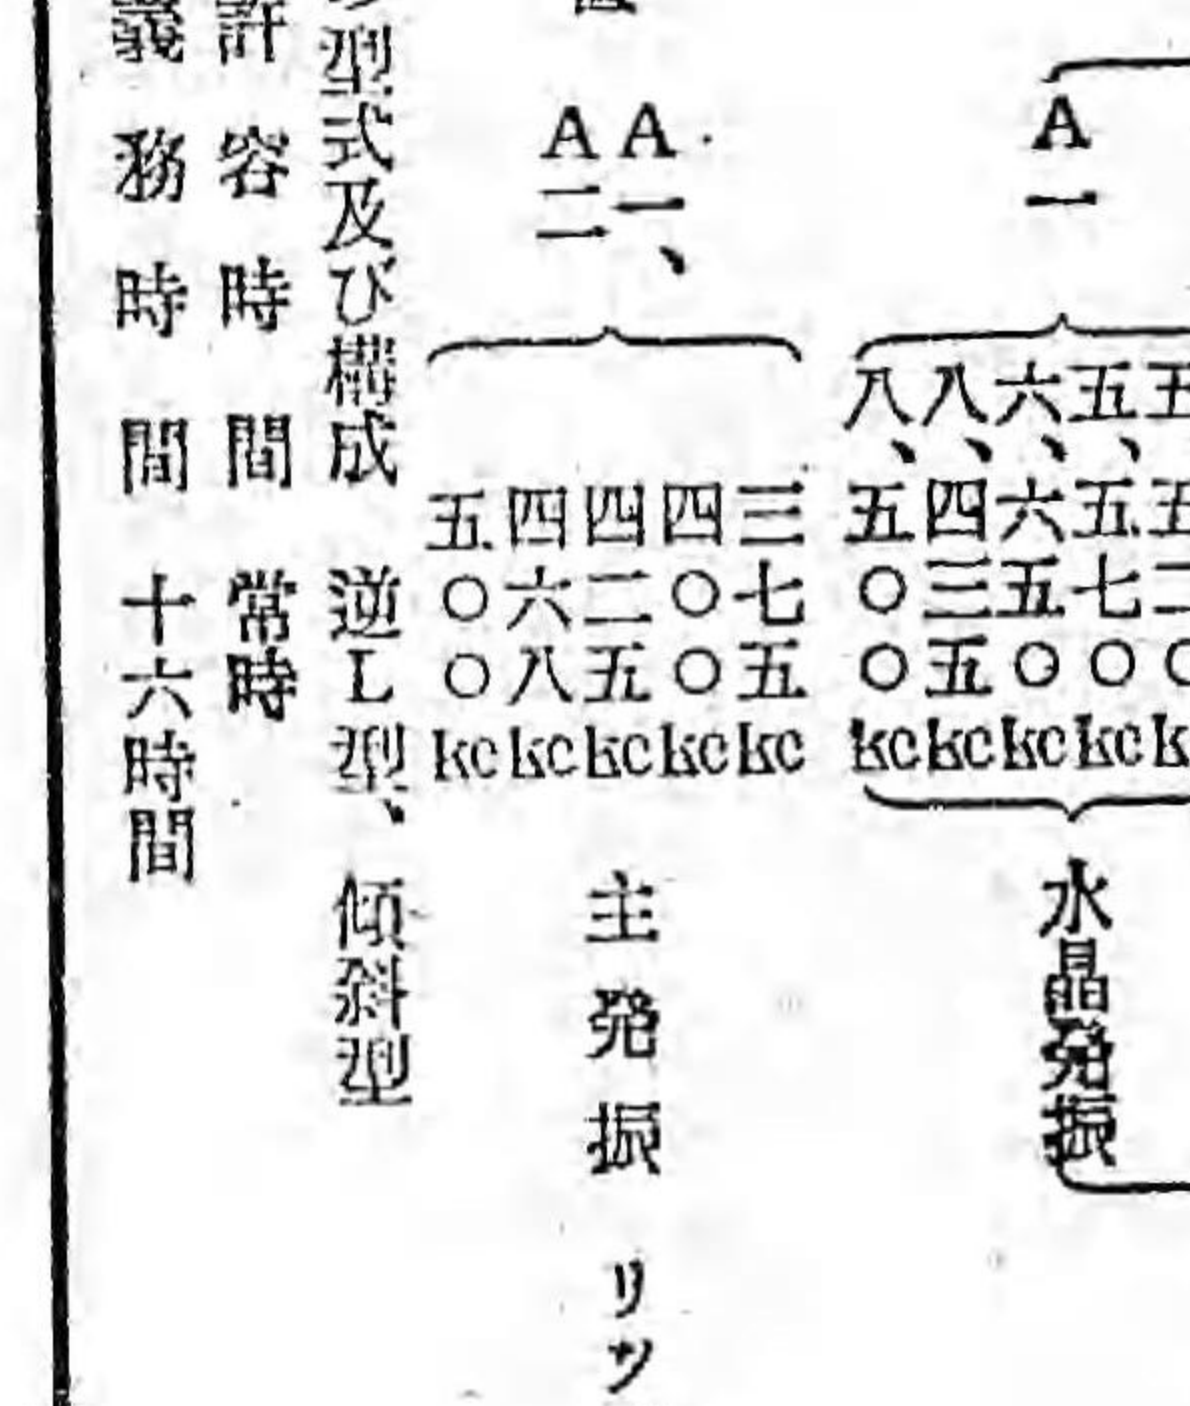 A一
五、五七〇kc
六、六五〇kc
八、四三五kc
八、五〇〇kc
水晶発振
A一、
A二
三七五kc
四〇〇kc
四二五kc
四六八kc
五〇〇kc
主発振
リツ
型式及び構成 逆L型、傾斜型
許容時間 常時
義務時間 十六時間